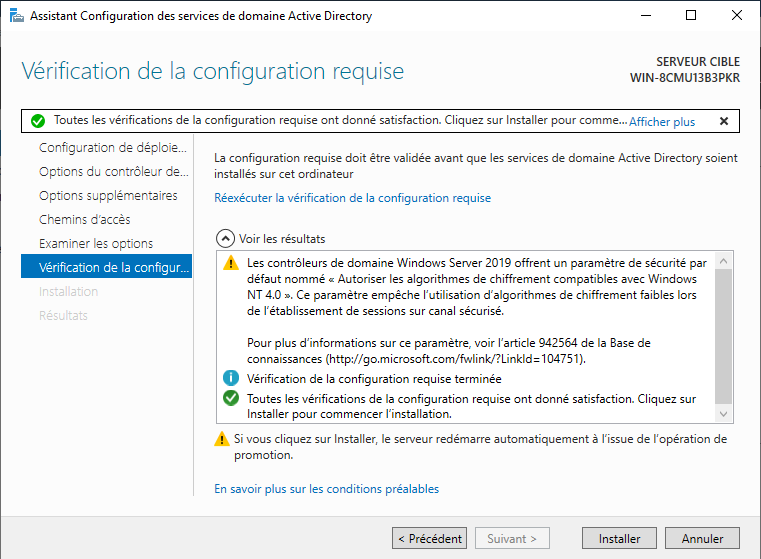 Assistant Configuration des services de domaine Active Directory
Vérification de la configuration requise
SERVEUR CIBLE
WIN-8CMU13B3PKR
Toutes les vérifications de la configuration requise ont donné satisfaction. Cliquez sur Installer pour comme... Afficher plus
Configuration de déploie...
Options du contrôleur de...
Options supplémentaires
Chemins d'accès
Examiner les options
Vérification de la configur...
Installation
Résultats
La configuration requise doit être validée avant que les services de domaine Active Directory soient
installés sur cet ordinateur
Réexécuter la vérification de la configuration requise
Voir les résultats
Les contrôleurs de domaine Windows Server 2019 offrent un paramètre de sécurité par
défaut nommé « Autoriser les algorithmes de chiffrement compatibles avec Windows
NT 4.0 ». Ce paramètre empêche l'utilisation d'algorithmes de chiffrement faibles lors
de l'établissement de sessions sur canal sécurisé.
Pour plus d'informations sur ce paramètre, voir l'article 942564 de la Base de
connaissances (http://go.microsoft.com/fwlink/?LinkId=104751).
Vérification de la configuration requise terminée
Toutes les vérifications de la configuration requise ont donné satisfaction. Cliquez sur
Installer pour commencer l'installation.
Si vous cliquez sur Installer, le serveur redémarre automatiquement à l'issue de l'opération de
promotion.
En savoir plus sur les conditions préalables
< Précédent
Suivant >
Installer
Annuler